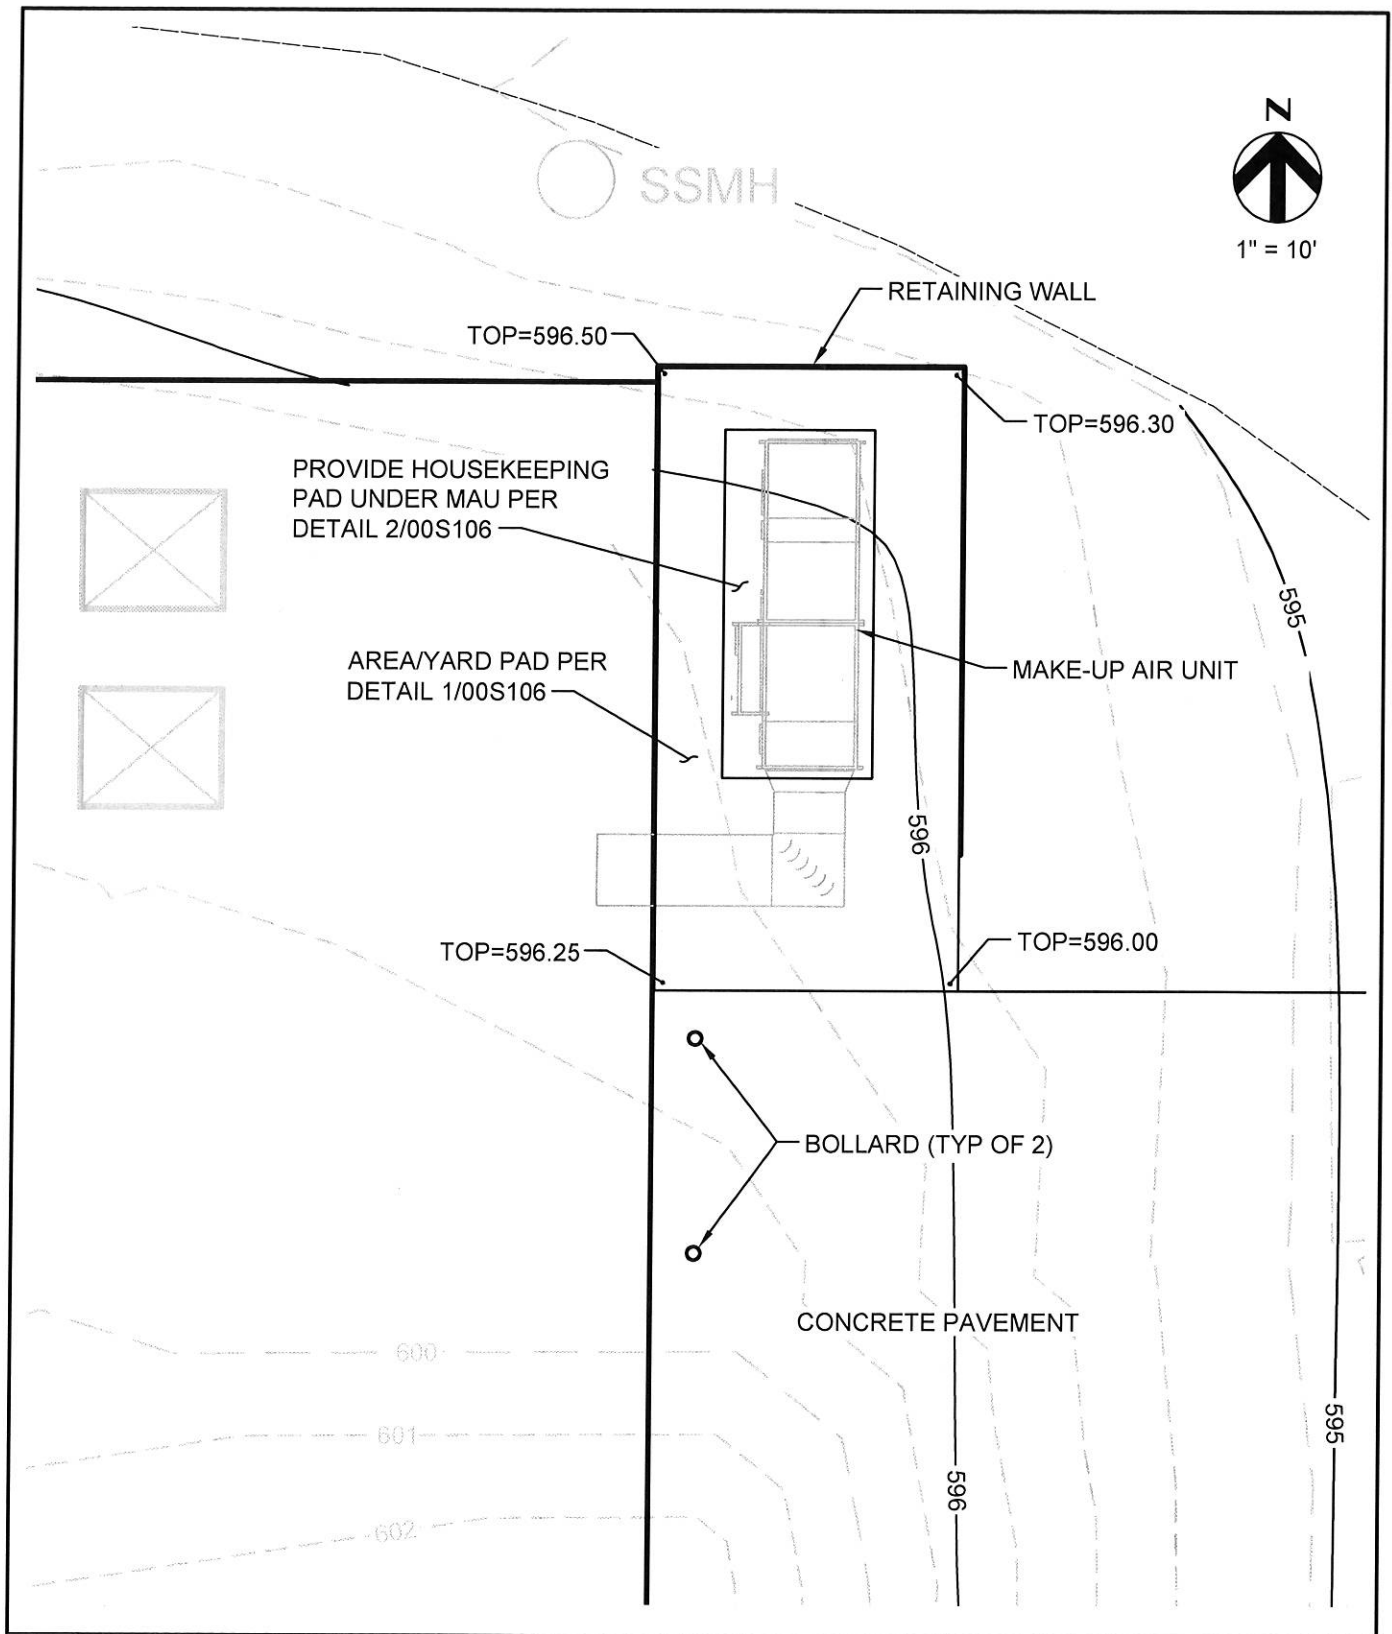 N
1" = 10'
SSMH
RETAINING WALL
TOP=596.50
TOP=596.30
PROVIDE HOUSEKEEPING
PAD UNDER MAU PER
DETAIL 2/00S106
595
AREA/YARD PAD PER
DETAIL 1/00S106
MAKE-UP AIR UNIT
596
TOP=596.25
TOP=596.00
BOLLARD (TYP OF 2)
CONCRETE PAVEMENT
600
601
595
596
602